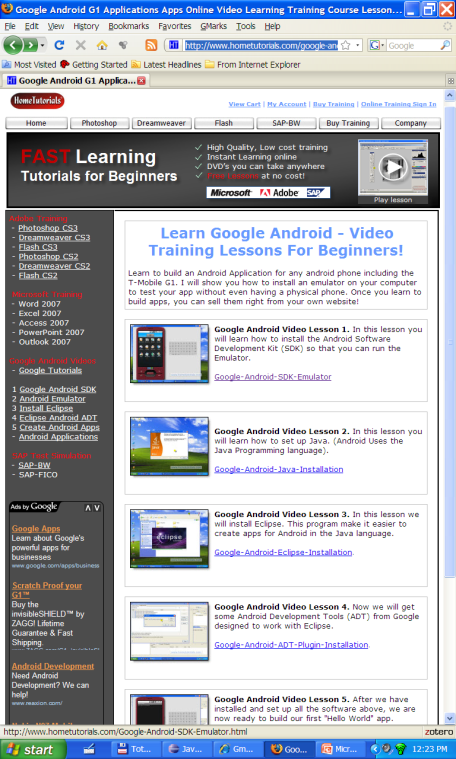 Google Android G1 Applications Apps Online Video Learning Training Course Lesson...
File Edit View History Bookmarks Favorites GMarks Tools Help
http://www.hometutorials.com/google-an
Google
Most Visited Getting Started Latest Headlines From Internet Explorer
Google Android G1 Applica...
HomeTutorials
View Cart | My Account | Buy Training | Online Training Sign In
Home Photoshop Dreamweaver Flash SAP-BW Buy Training Company
FAST Learning
Tutorials for Beginners
High Quality, Low cost training
Instant Learning online
DVD's you can take anywhere
at no cost!
Microsoft Adobe SAP
Play lesson
Adobe Training
- Photoshop CS3
- Dreamweaver CS3
- Flash CS3
- Photoshop CS2
- Dreamweaver CS2
- Flash CS2
Microsoft Training
- Word 2007
- Excel 2007
- Access 2007
- PowerPoint 2007
- Outlook 2007
Google Android Videos
- Google Tutorials
1 Google Android SDK
2 Android Emulator
3 Install Eclipse
4 Eclipse Android ADT
5 Create Android Apps
- Android Applications
- SAP-BW
- SAP-FICO
Ads by Google
Google Apps
Learn about Google's
powerful apps for
businesses
www.google.com/apps/business
Scratch Proof your
G1™
Buy the
invisibleSHIELD™ by
ZAGG! Lifetime
Guarantee & Fast
Shipping.
Android Development
Need Android
Development? We can
help!
www.reaxion.com/
Learn Google Android - Video
Training Lessons For Beginners!
Learn to build an Android Application for any android phone including the
T-Mobile G1. I will show you how to install an emulator on your computer
to test your app without even having a physical phone. Once you learn to
build apps, you can sell them right from your own website!
Google Android Video Lesson 1. In this lesson you
will learn how to install the Android Software
Development Kit (SDK) so that you can run the
Emulator.
Google-Android-SDK-Emulator
Google Android Video Lesson 2. In this lesson you
will learn how to set up Java. (Android Uses the
Java Programming language).
Google-Android-Java-Installation
Google Android Video Lesson 3. In this lesson we
will install Eclipse. This program make it easier to
create apps for Android in the Java language.
Google-Android-Eclipse-Installation.
eclipse
Google Android Video Lesson 4. Now we will get
some Android Development Tools (ADT) from Google
designed to work with Eclipse.
Google-Android-ADT-Plugin-Installation.
Google Android Video Lesson 5. After we have
installed and set up all the software above, we are
now ready to build our first "Hello World" app.
http://www.hometutorials.com/Google-Android-SDK-Emulator.html
zotero
start
Tot...
Jav...
Gm...
Goo...
Micr...
12:23 PM